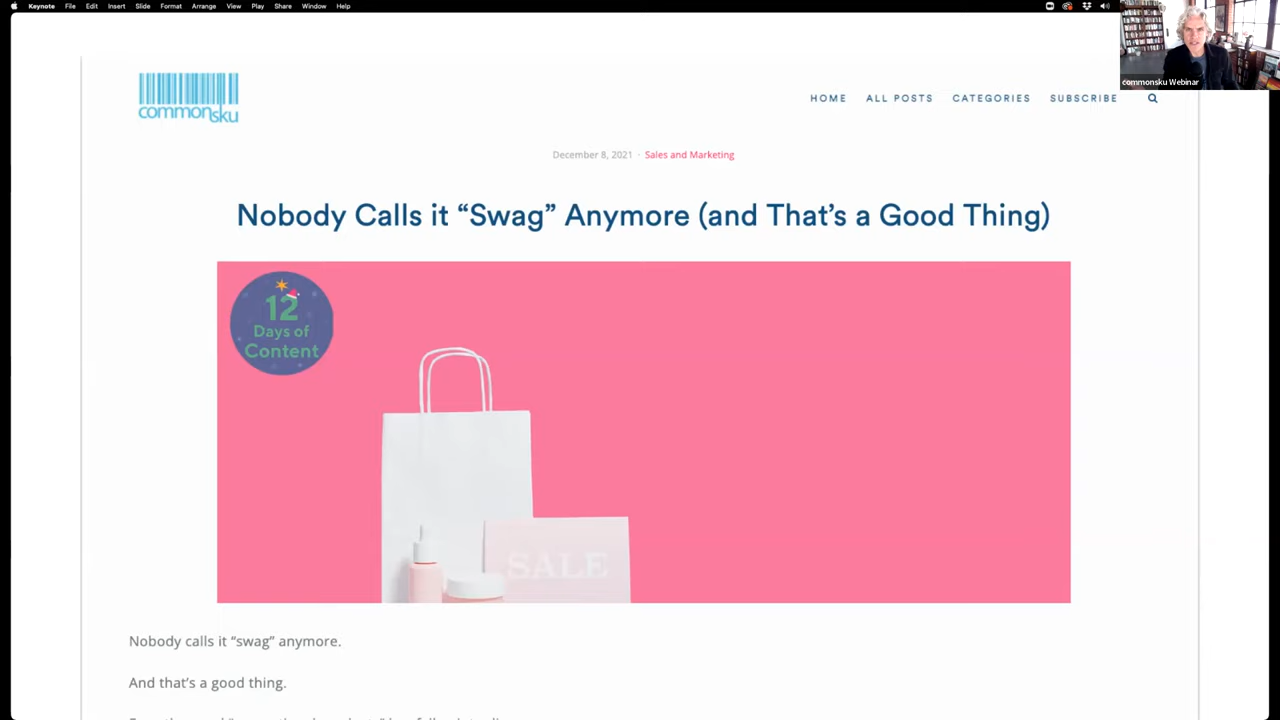 Keynote File Edit Insert Slide Format Arrange View Play Share Window Help
commonsku Webinar
commonsku
HOME ALL POSTS CATEGORIES SUBSCRIBE
December 8, 2021 · Sales and Marketing
Nobody Calls it “Swag” Anymore (and That’s a Good Thing)
12
Days of
Content
SALE
Nobody calls it “swag” anymore.
And that’s a good thing.